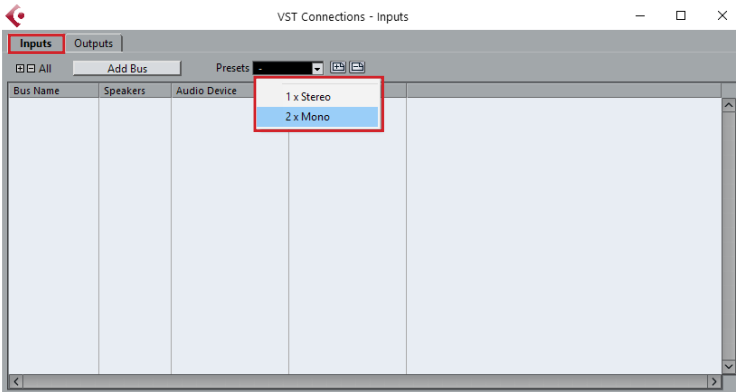 VST Connections - Inputs
Inputs Outputs
All Add Bus Presets -
Bus Name Speakers Audio Device
1 x Stereo
2 x Mono